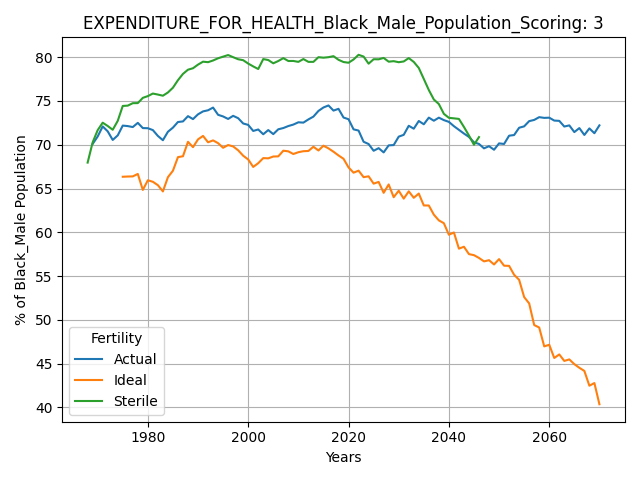 EXPENDITURE_FOR_HEALTH_Black_Male_Population_Scoring: 3
% of Black_Male Population
80
75
70
65
60
55
50
45
40
Fertility
Actual
Ideal
Sterile
1980 2000 2020 2040 2060
Years